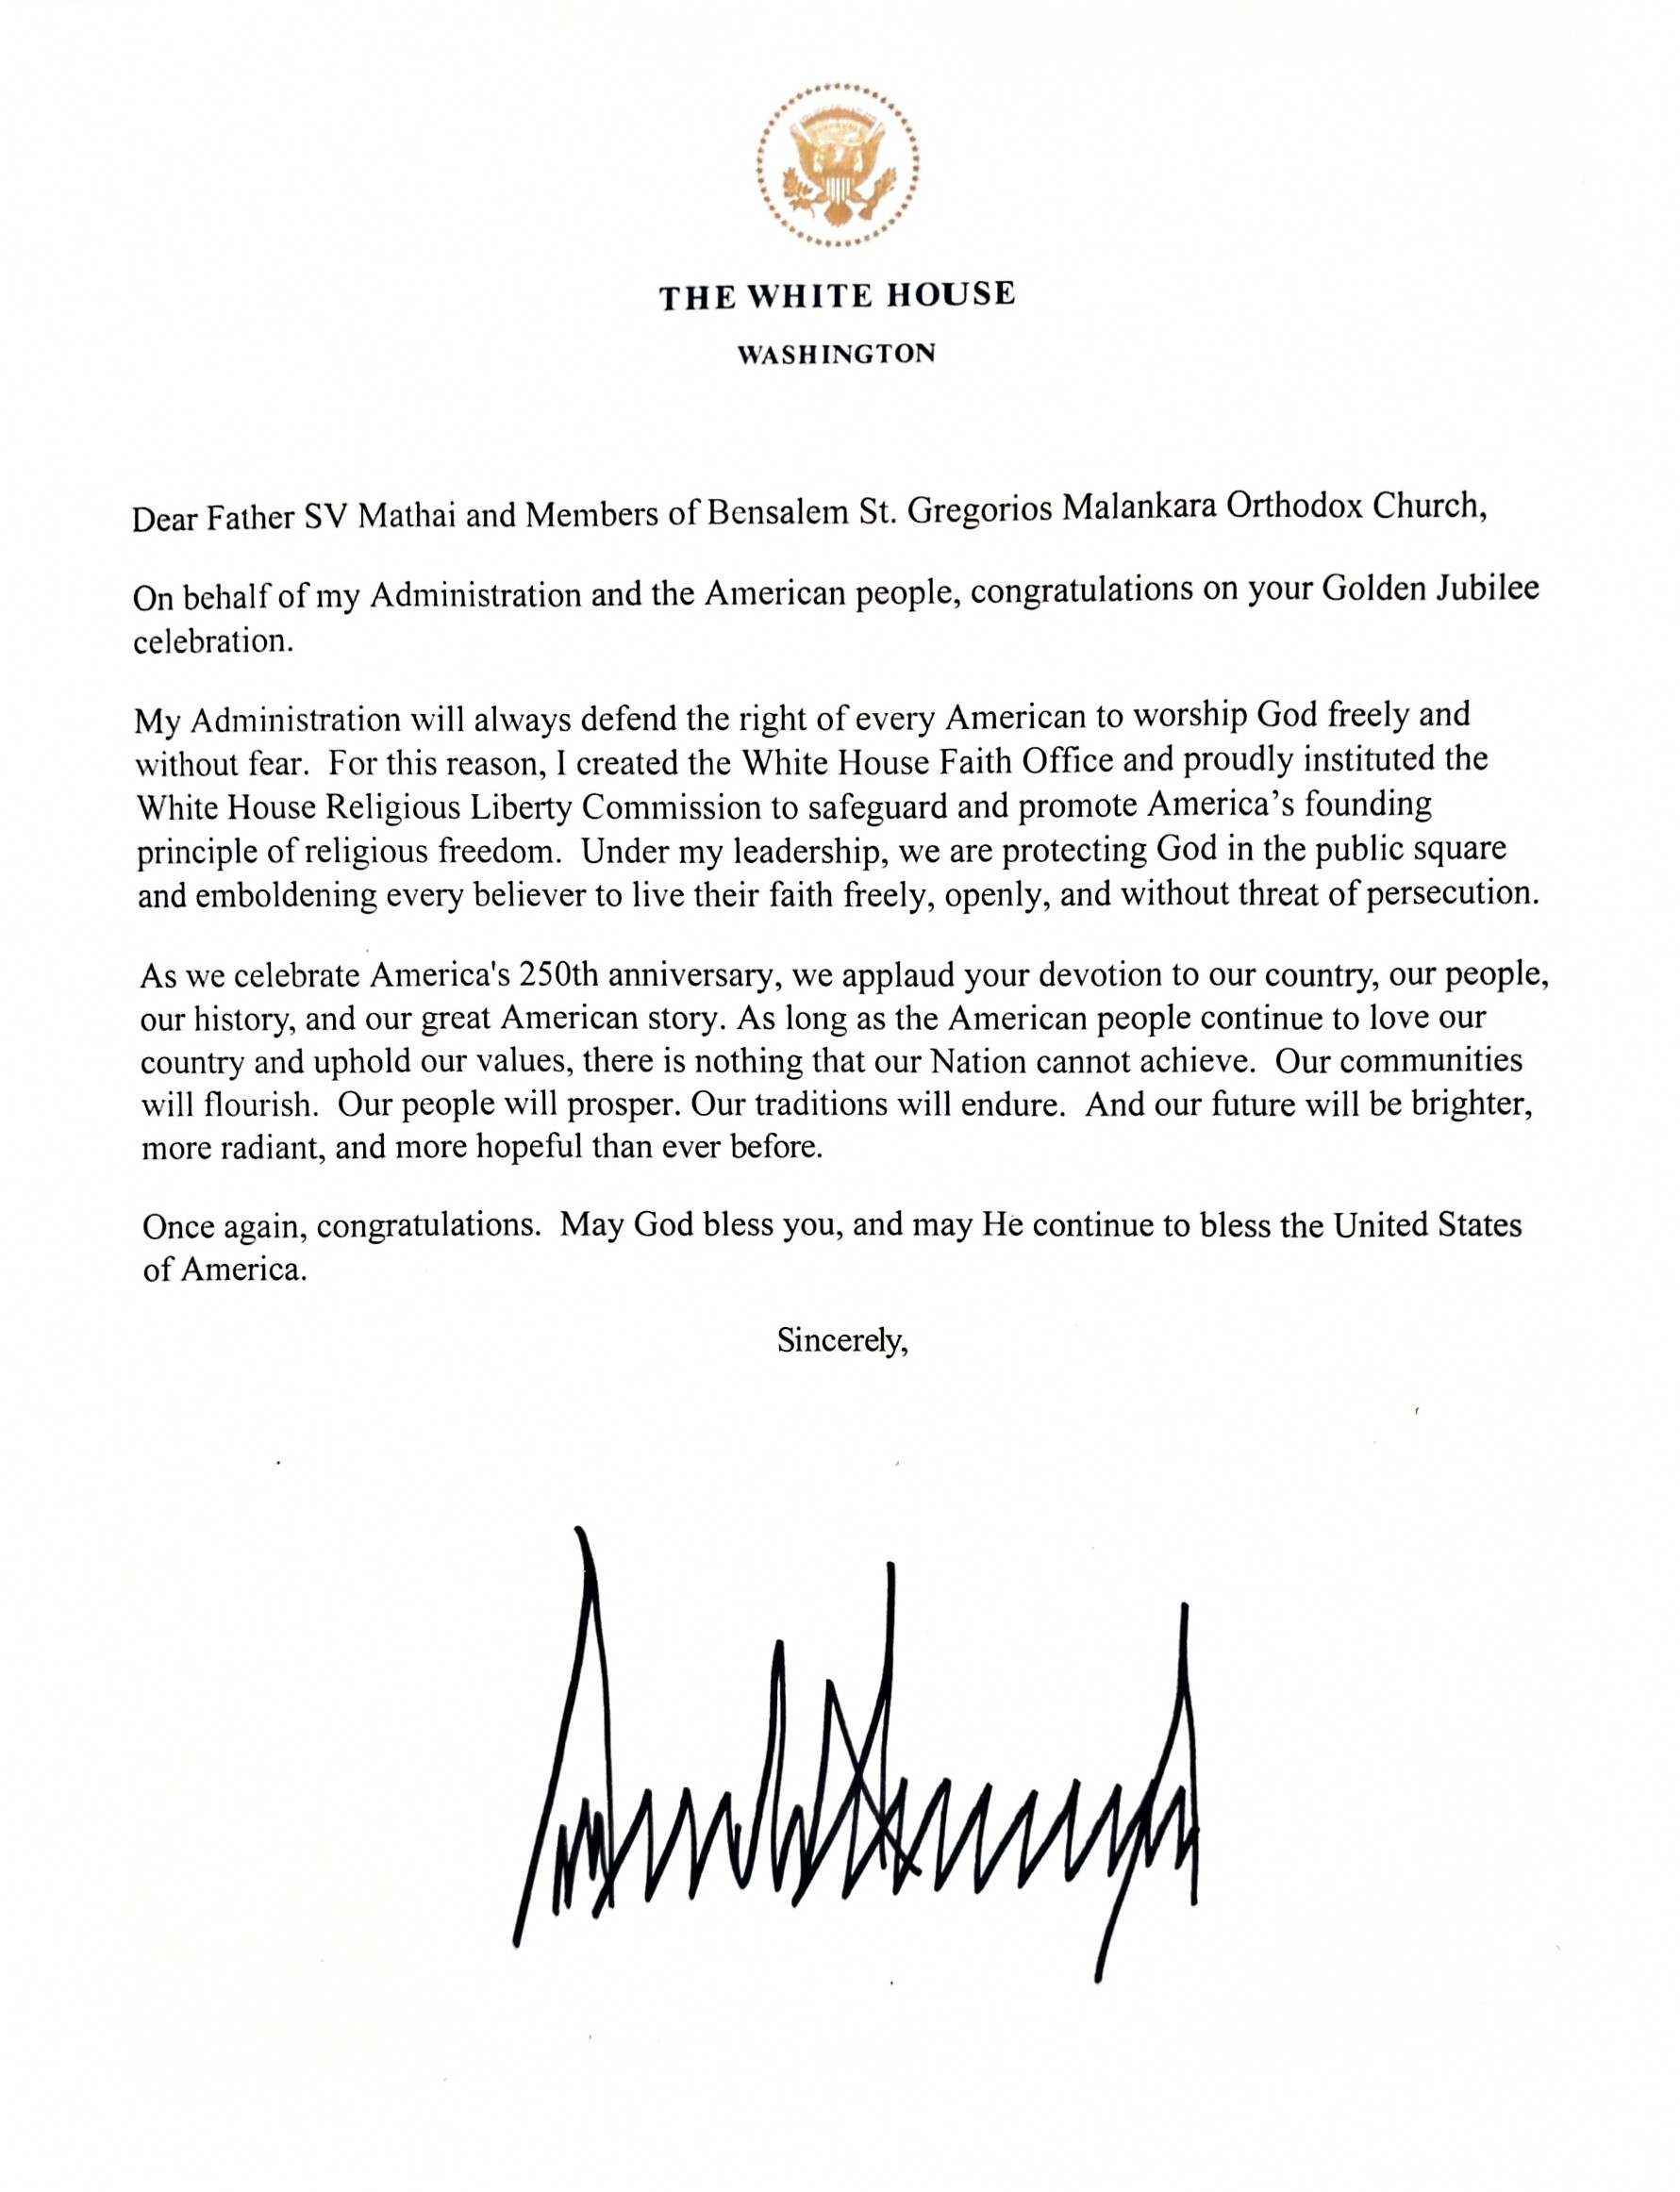 THE WHITE HOUSE
WASHINGTON
Dear Father SV Mathai and Members of Bensalem St. Gregorios Malankara Orthodox Church,
On behalf of my Administration and the American people, congratulations on your Golden Jubilee
celebration.
My Administration will always defend the right of every American to worship God freely and
without fear.  For this reason, I created the White House Faith Office and proudly instituted the
White House Religious Liberty Commission to safeguard and promote America’s founding
principle of religious freedom.  Under my leadership, we are protecting God in the public square
and emboldening every believer to live their faith freely, openly, and without threat of persecution.
As we celebrate America's 250th anniversary, we applaud your devotion to our country, our people,
our history, and our great American story. As long as the American people continue to love our
country and uphold our values, there is nothing that our Nation cannot achieve.  Our communities
will flourish.  Our people will prosper. Our traditions will endure.  And our future will be brighter,
more radiant, and more hopeful than ever before.
Once again, congratulations.  May God bless you, and may He continue to bless the United States
of America.
Sincerely,